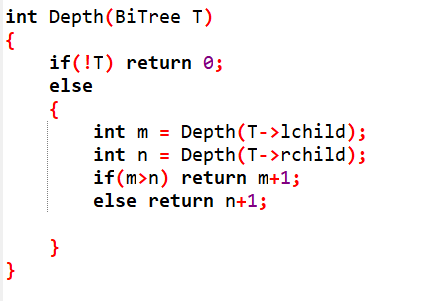 int Depth(BiTree T)
{
    if(!T) return 0;
    else
    {
        int m = Depth(T->lchild);
        int n = Depth(T->rchild);
        if(m>n) return m+1;
        else return n+1;

    }
}